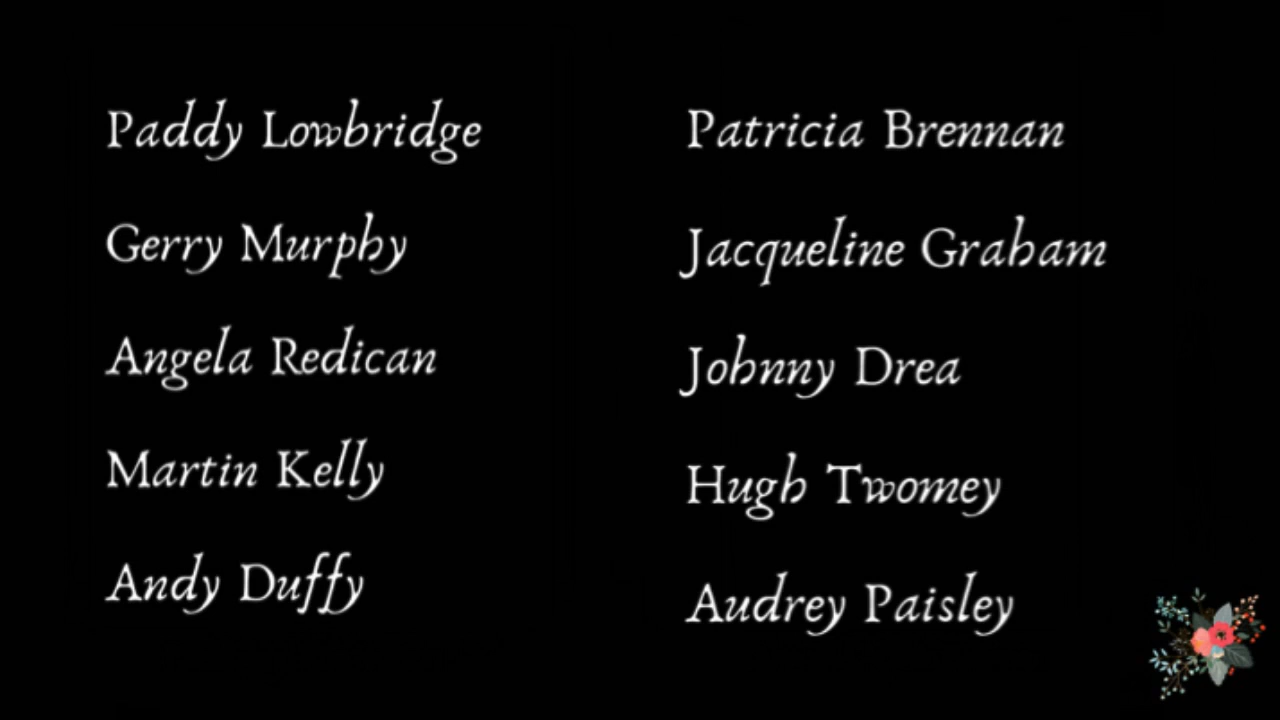 Paddy Lowbridge
Gerry Murphy
Angela Redican
Martin Kelly
Andy Duffy
Patricia Brennan
Jacqueline Graham
Johnny Drea
Hugh Twomey
Audrey Paisley